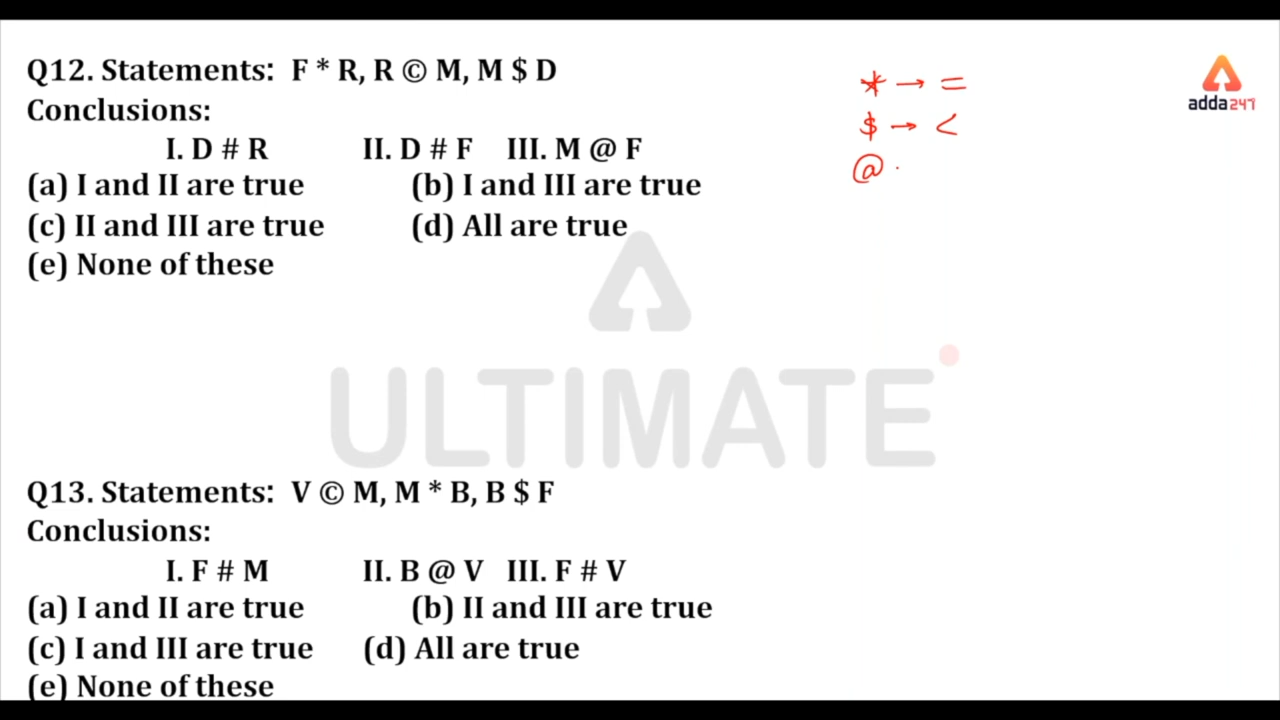 Q12. Statements: F * R, R © M, M $ D
Conclusions:
I. D # R II. D # F III. M @ F
(a) I and II are true (b) I and III are true
(c) II and III are true (d) All are true
(e) None of these
* → =
$ → <
@ .
adda247
ULTIMATE
Q13. Statements: V © M, M * B, B $ F
Conclusions:
I. F # M II. B @ V III. F # V
(a) I and II are true (b) II and III are true
(c) I and III are true (d) All are true
(e) None of these